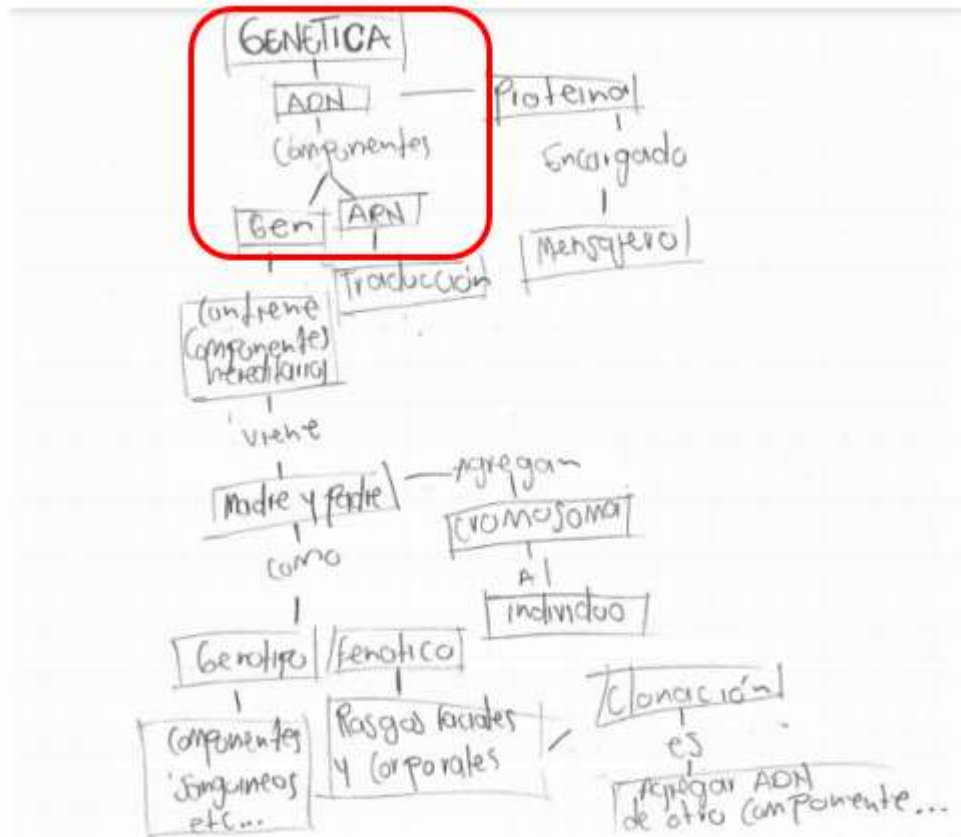 GENETICA
ADN
Proteina
Componentes
Encargado
Gen
ARN
Mensajero
Traducción
Contiene
Componentes
hereditarios
viene
Madre y padre
Agregan
cromosoma
como
A
individuo
Genotipo
fenotico
Clonación
Componentes
sanguineos
etc...
Rasgos faciales
y corporales
es
Agregar ADN
de otro componente...